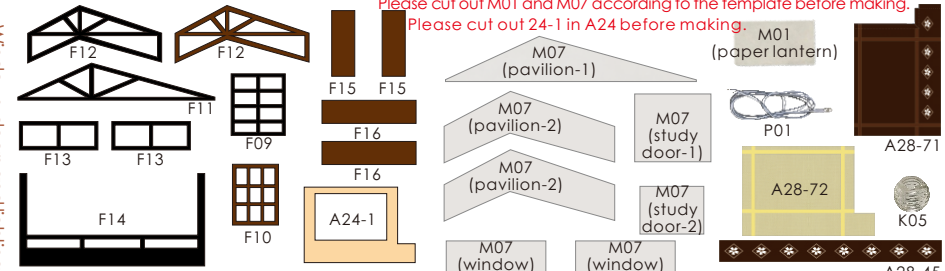 Please cut out M01 and M07 according to the template before making.
Please cut out 24-1 in A24 before making.
F12
F12
F15
F15
M07
(pavilion-1)
M01
(paper lantern)
F11
F09
F16
P01
M07
(pavilion-2)
M07
(study
door-1)
F13
F13
A28-71
F16
M07
(pavilion-2)
A28-72
F14
F10
A24-1
M07
(study
door-2)
K05
M07
(window)
M07
(window)
A28-45